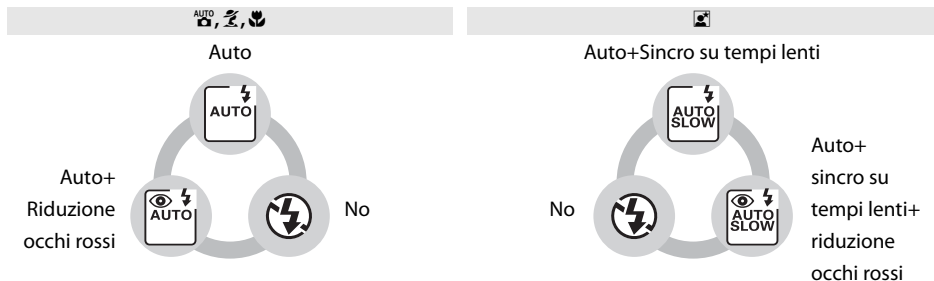 AUTO
Auto
AUTO
Auto+
Riduzione
occhi rossi
AUTO
No
Auto+Sincro su tempi lenti
AUTO
SLOW
No
AUTO
SLOW
Auto+
sincro su
tempi lenti+
riduzione
occhi rossi